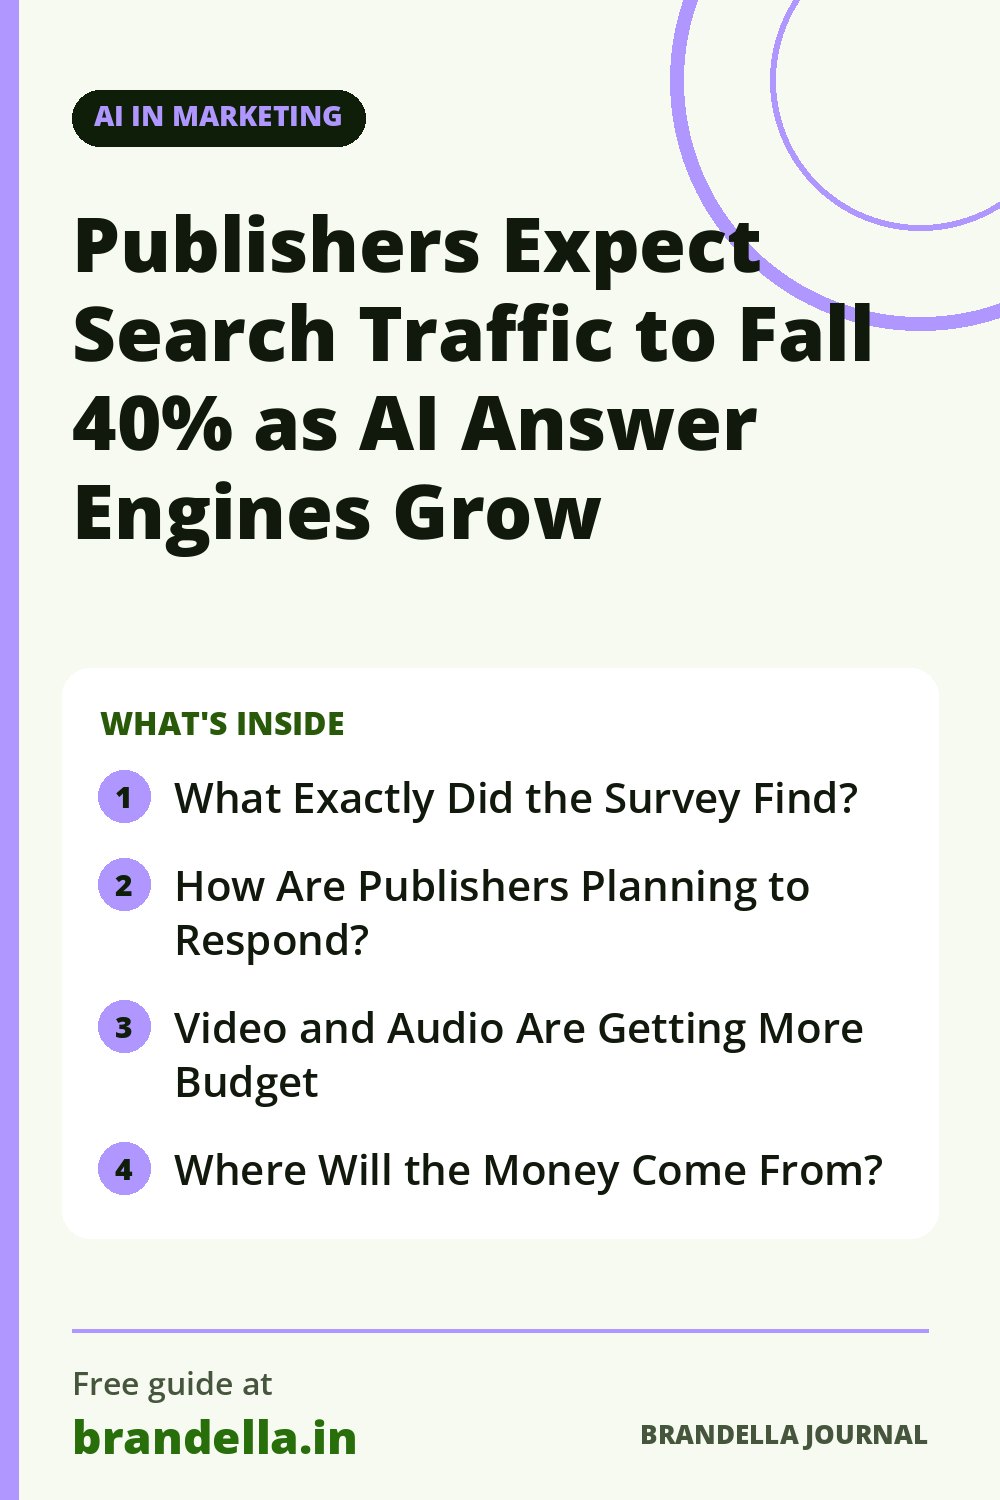 AI IN MARKETING
Publishers Expect
Search Traffic to Fall
40% as AI Answer
Engines Grow
WHAT'S INSIDE
1 What Exactly Did the Survey Find?
2 How Are Publishers Planning to
Respond?
3 Video and Audio Are Getting More
Budget
4 Where Will the Money Come From?
Free guide at
brandella.in
BRANDELLA JOURNAL